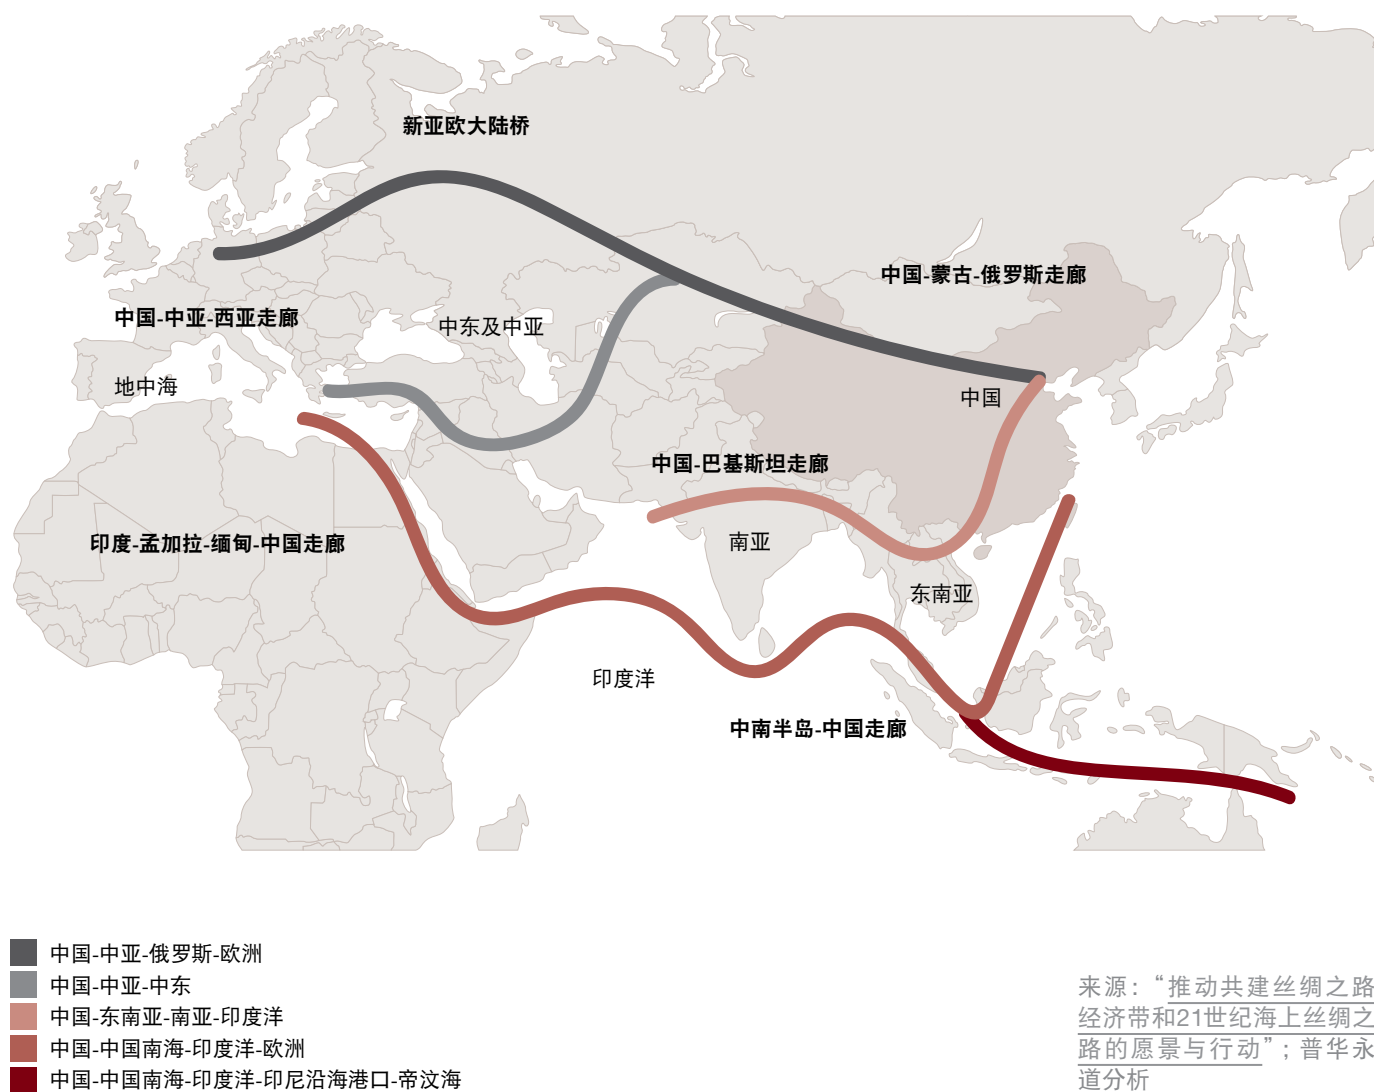 新亚欧大陆桥
中国-蒙古-俄罗斯走廊
中国-中亚-西亚走廊
中东及中亚
地中海
中国
中国-巴基斯坦走廊
印度-孟加拉-缅甸-中国走廊
南亚
东南亚
印度洋
中南半岛-中国走廊
中国-中亚-俄罗斯-欧洲
中国-中亚-中东
中国-东南亚-南亚-印度洋
中国-中国南海-印度洋-欧洲
中国-中国南海-印度洋-印尼沿海港口-帝汶海
来源：“推动共建丝绸之路
经济带和21世纪海上丝绸之
路的愿景与行动”；普华永
道分析